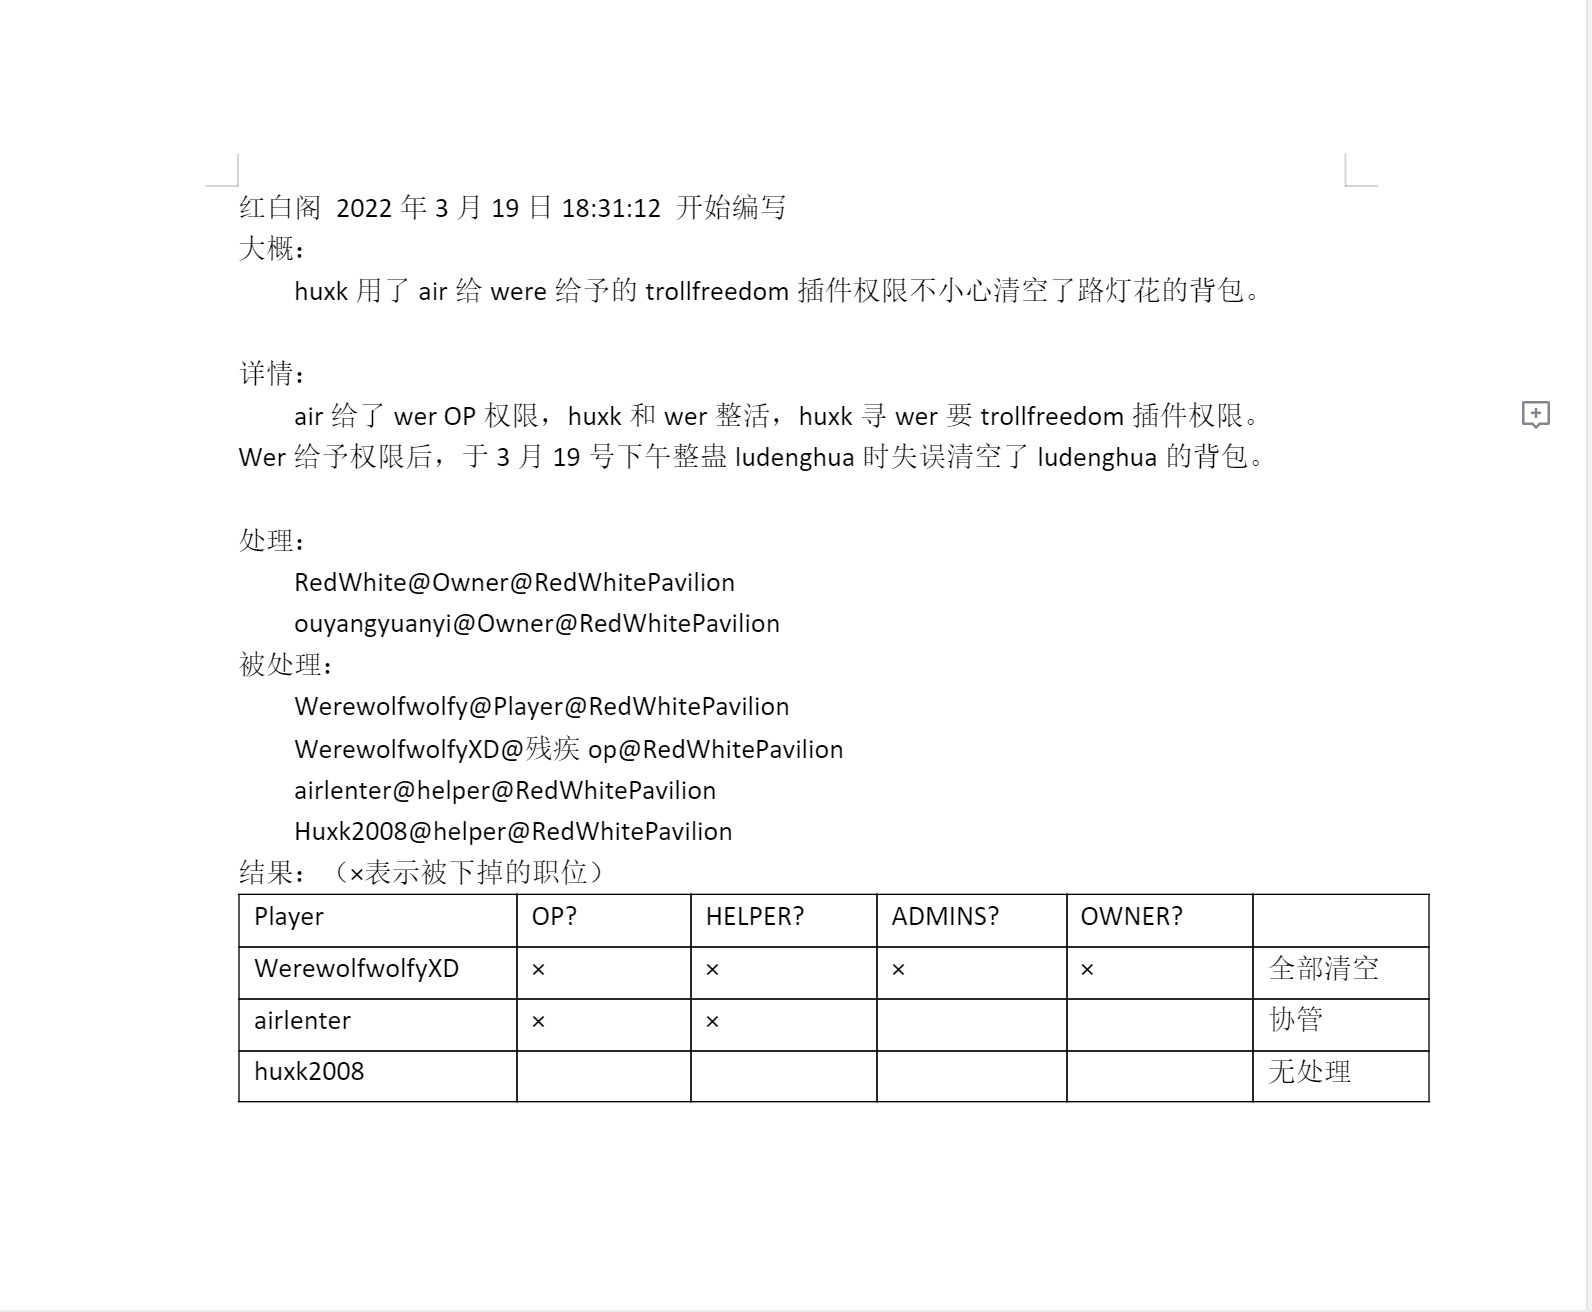 红白阁 2022 年 3 月 19 日 18:31:12 开始编写
大概：
huxk 用了 air 给 were 给予的 trollfreedom 插件权限不小心清空了路灯花的背包。
详情：
air 给了 wer OP 权限，huxk 和 wer 整活，huxk 寻 wer 要 trollfreedom 插件权限。
Wer 给予权限后，于 3 月 19 号下午整蛊 ludenghua 时失误清空了 ludenghua 的背包。
处理：
RedWhite@Owner@RedWhitePavilion
ouyangyuanyi@Owner@RedWhitePavilion
被处理：
Werewolfwolfy@Player@RedWhitePavilion
WerewolfwolfyXD@残疾 op@RedWhitePavilion
airlenter@helper@RedWhitePavilion
Huxk2008@helper@RedWhitePavilion
结果：（×表示被下掉的职位）
Player OP? HELPER? ADMINS? OWNER?
WerewolfwolfyXD × × × × 全部清空
airlenter × × 协管
huxk2008 无处理